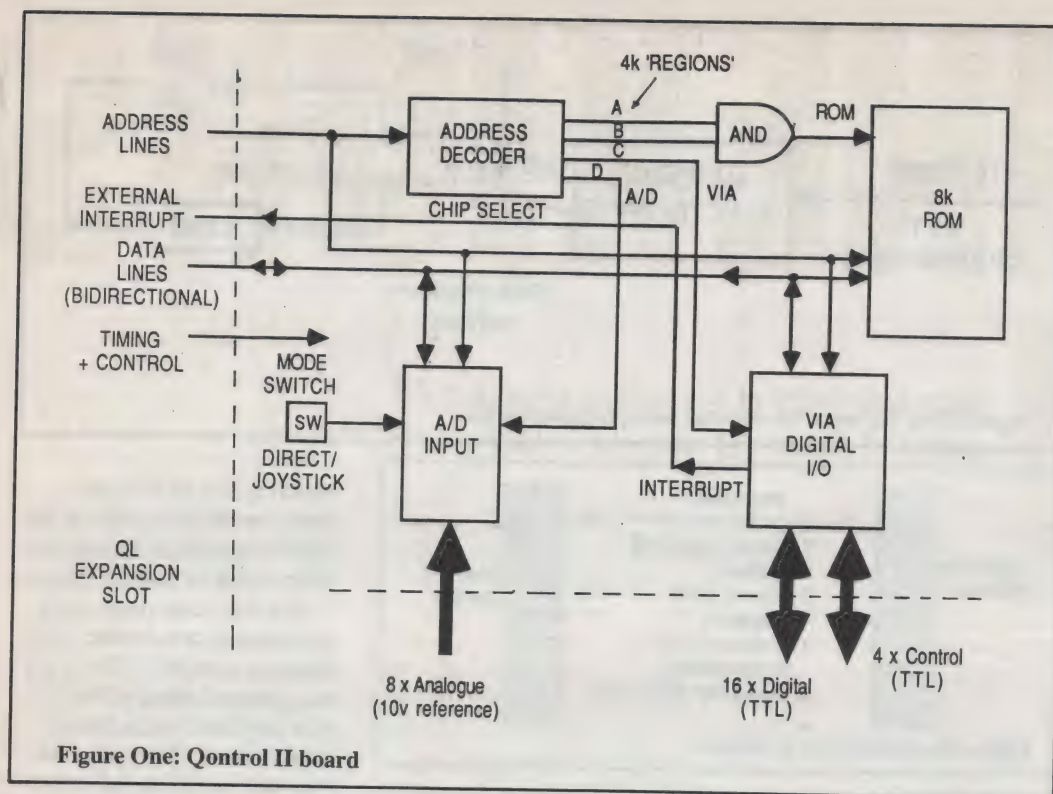 4k 'REGIONS'
ADDRESS
LINES
ADDRESS
DECODER
A
B
C
D
AND
ROM
8k
ROM
A/D
VIA
CHIP SELECT
EXTERNAL
INTERRUPT
DATA
LINES
(BIDIRECTIONAL)
TIMING
+ CONTROL
MODE
SWITCH
SW
DIRECT/
JOYSTICK
A/D
INPUT
VIA
DIGITAL
I/O
INTERRUPT
QL
EXPANSION
SLOT
8 x Analogue
(10v reference)
16 x Digital
(TTL)
4 x Control
(TTL)
Figure One: Qontrol II board